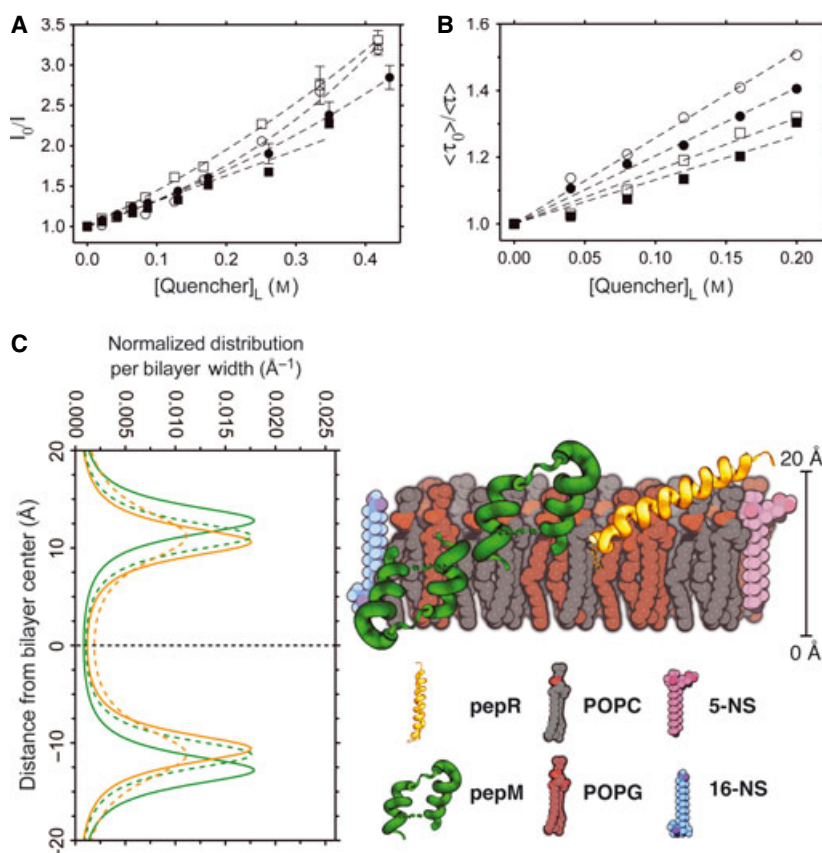 A
I0/I
3.5
3.0
2.5
2.0
1.5
1.0
0.0 0.1 0.2 0.3 0.4
[Quencher]L (M)
B
<τ0>/<τ>
1.6
1.4
1.2
1.0
0.00 0.05 0.10 0.15 0.20
[Quencher]L (M)
C
Normalized distribution
per bilayer width (Å−1)
0.000 0.005 0.010 0.015 0.020 0.025
Distance from bilayer center (Å)
20
10
0
−10
−20
20 Å
0 Å
pepR POPC 5-NS
pepM POPG 16-NS